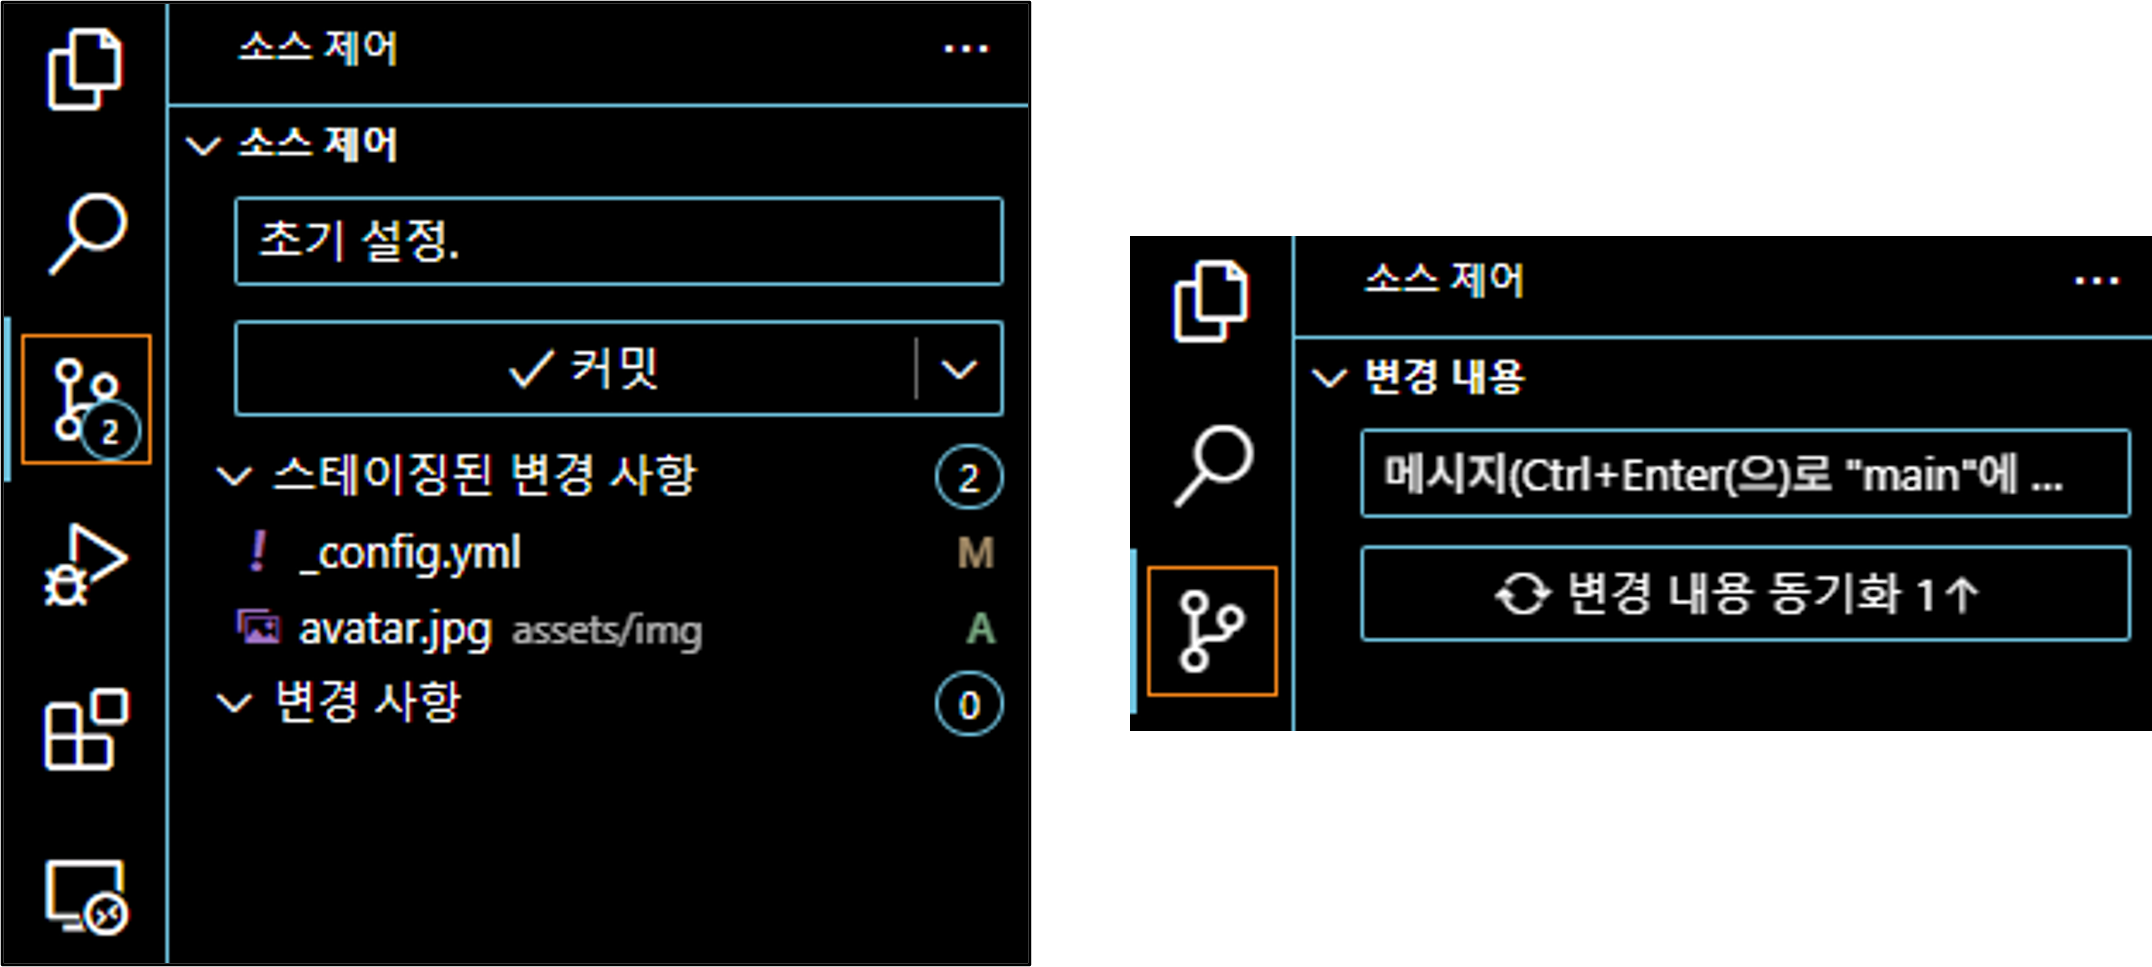 소스 제어
소스 제어
초기 설정.
커밋
스테이징된 변경 사항 2
_config.yml M
avatar.jpg assets/img A
변경 사항 0
2
소스 제어
변경 내용
메시지(Ctrl+Enter(으)로 "main"에 ...
변경 내용 동기화 1↑